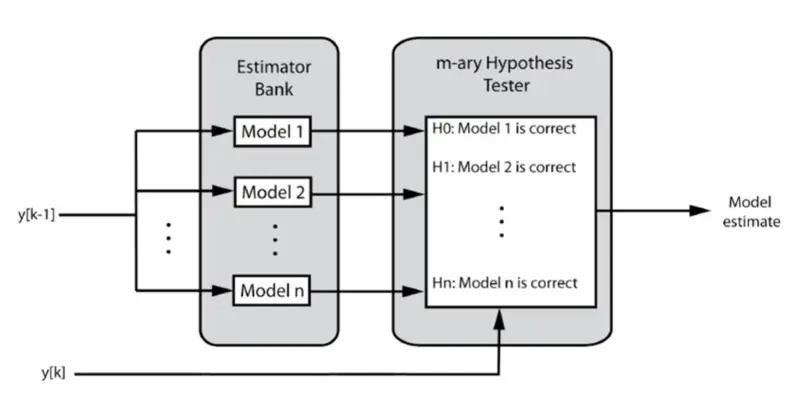 Estimator
Bank
m-ary Hypothesis
Tester
Model 1
H0: Model 1 is correct
Model 2
H1: Model 2 is correct
y[k-1]
Model
estimate
Model n
Hn: Model n is correct
y[k]